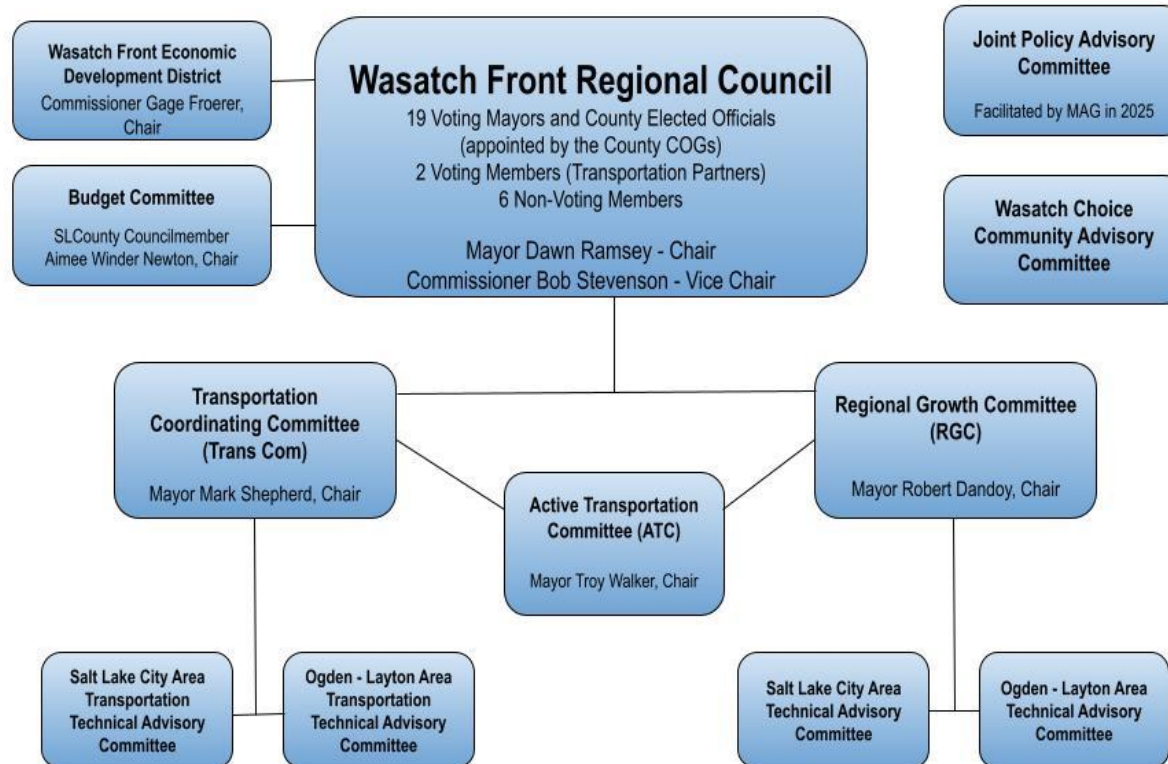 Wasatch Front Economic
Development District
Commissioner Gage Froerer,
Chair
Wasatch Front Regional Council
19 Voting Mayors and County Elected Officials
(appointed by the County COGs)
2 Voting Members (Transportation Partners)
6 Non-Voting Members
Mayor Dawn Ramsey - Chair
Commissioner Bob Stevenson - Vice Chair
Joint Policy Advisory
Committee
Facilitated by MAG in 2025
Budget Committee
SLCounty Councilmember
Aimee Winder Newton, Chair
Wasatch Choice
Community Advisory
Committee
Transportation
Coordinating Committee
(Trans Com)
Mayor Mark Shepherd, Chair
Regional Growth Committee
(RGC)
Mayor Robert Dandoy, Chair
Active Transportation
Committee (ATC)
Mayor Troy Walker, Chair
Salt Lake City Area
Transportation
Technical Advisory
Committee
Ogden - Layton Area
Transportation
Technical Advisory
Committee
Salt Lake City Area
Technical Advisory
Committee
Ogden - Layton Area
Technical Advisory
Committee